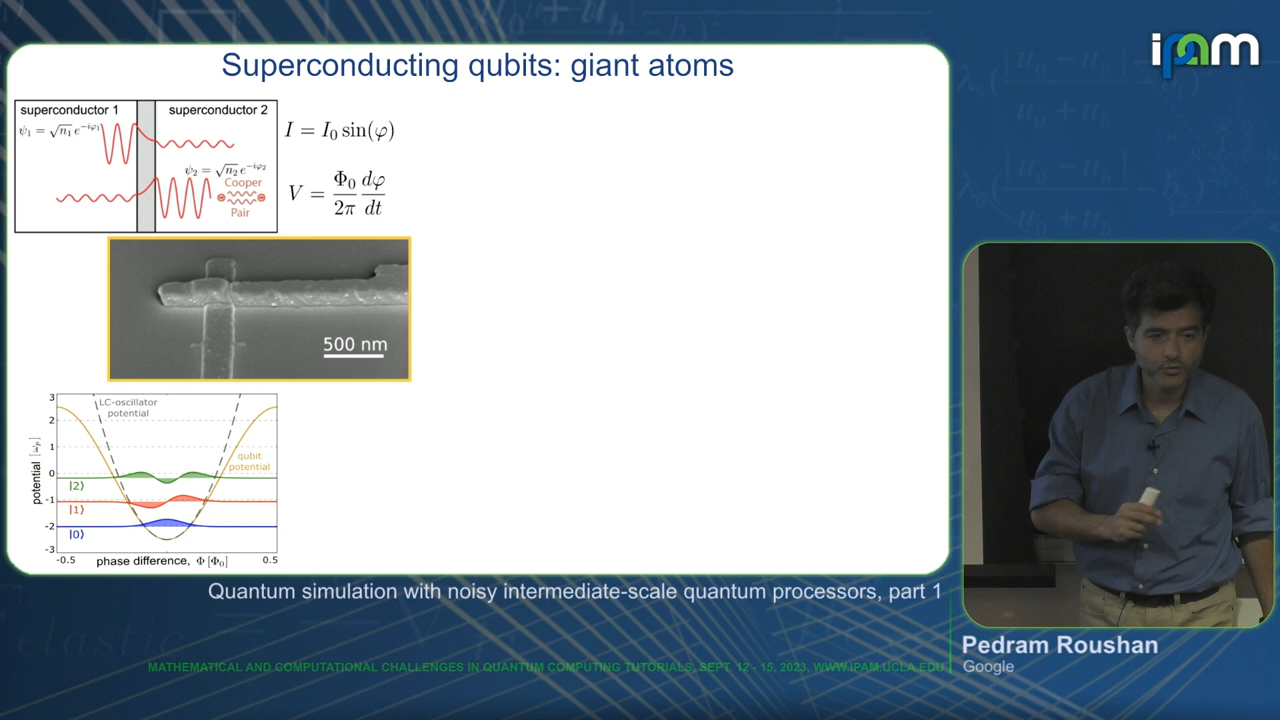 ipam
Superconducting qubits: giant atoms
superconductor 1
superconductor 2
ψ₁ = √n₁ e^{-iφ₁}
ψ₂ = √n₂ e^{-iφ₂}
Cooper
Pair
I = I₀ sin(φ)
V = Φ₀/2π dφ/dt
500 nm
3
2
1
0
-1
-2
-3
potential [ωₚ]
LC-oscillator
potential
qubit
potential
|2⟩
|1⟩
|0⟩
-0.5
phase difference, Φ [Φ₀]
0.5
Quantum simulation with noisy intermediate-scale quantum processors, part 1
Pedram Roushan
Google
MATHEMATICAL AND COMPUTATIONAL CHALLENGES IN QUANTUM COMPUTING TUTORIALS, SEPT. 12 - 15, 2023, WWW.IPAM.UCLA.EDU
elastic